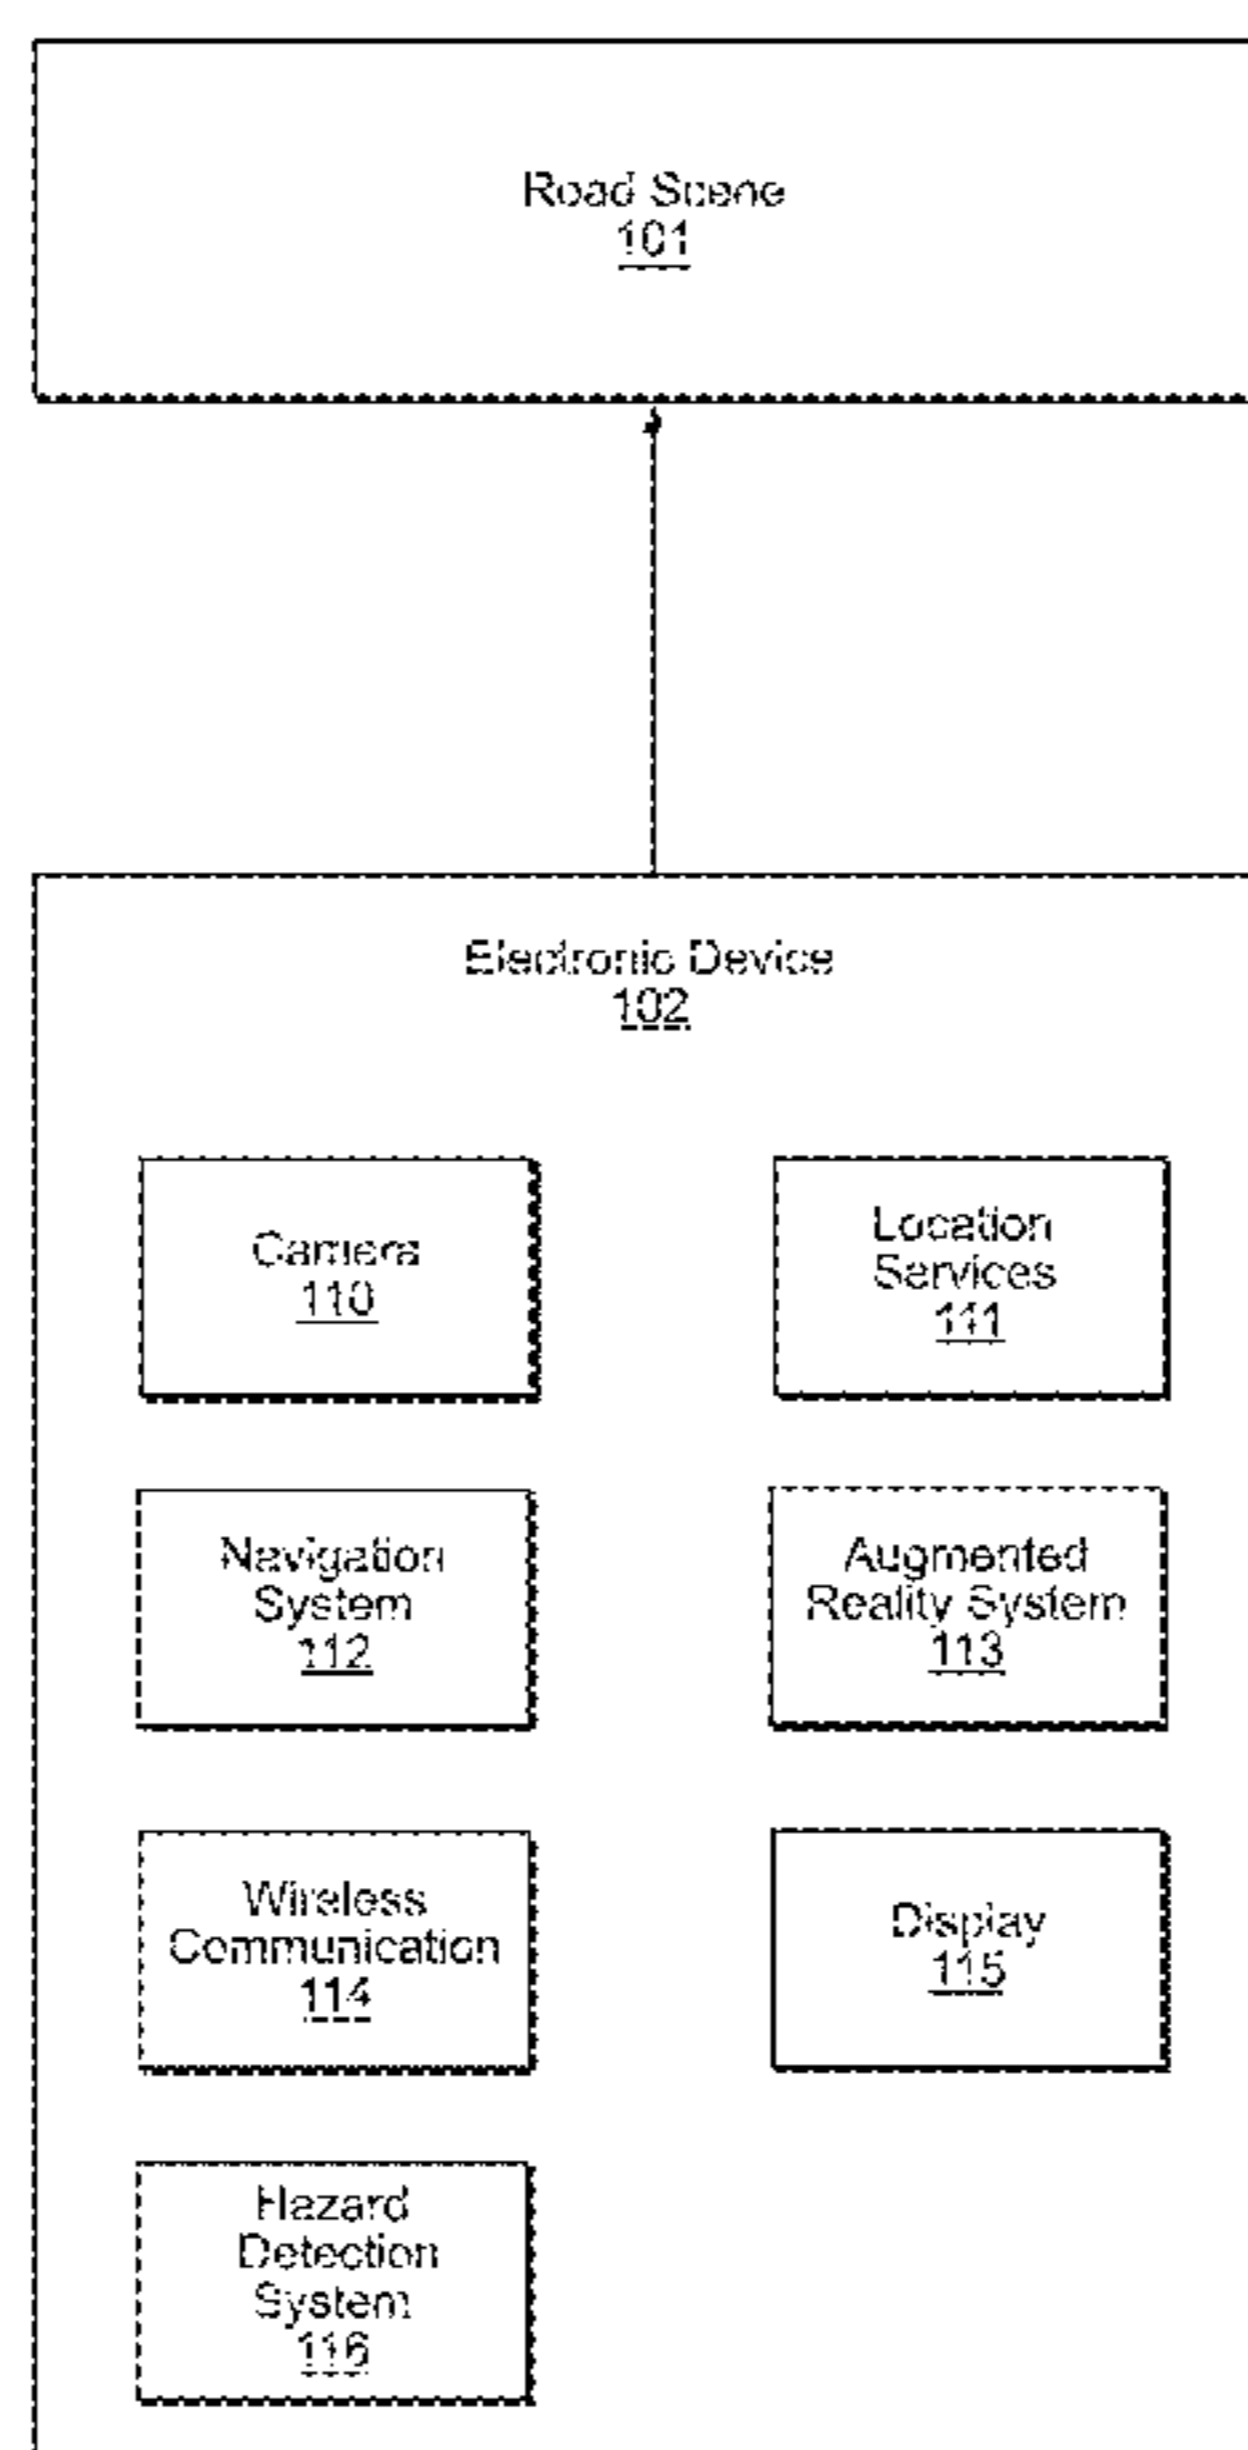 Road Scene
101
Electronic Device
102
Camera
110
Location
Services
111
Navigation
System
112
Augmented
Reality System
113
Wireless
Communication
114
Display
115
Hazard
Detection
System
116